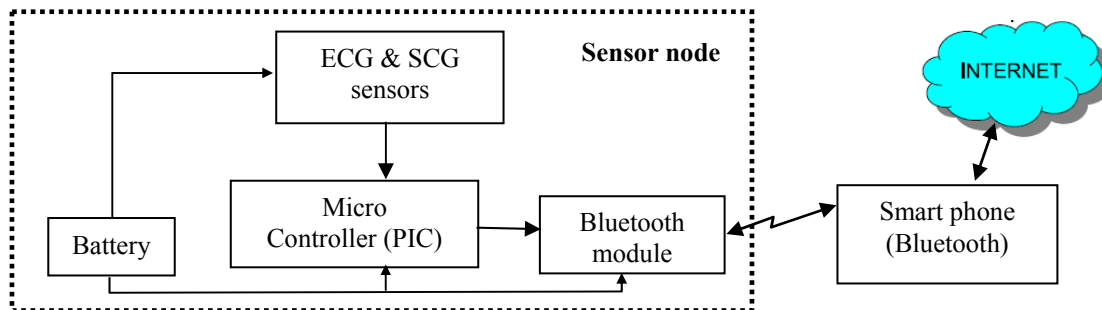 Sensor node
ECG & SCG
sensors
INTERNET
Micro
Controller (PIC)
Battery
Bluetooth
module
Smart phone
(Bluetooth)